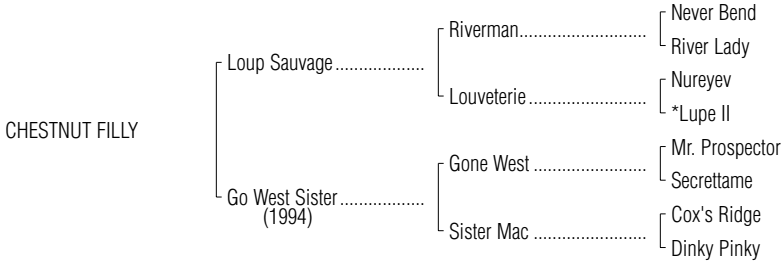 Never Bend
Riverman
River Lady
Loup Sauvage
Nureyev
Louveterie
*Lupe II
CHESTNUT FILLY
Mr. Prospector
Gone West
Secrettame
Go West Sister
(1994)
Cox's Ridge
Sister Mac
Dinky Pinky